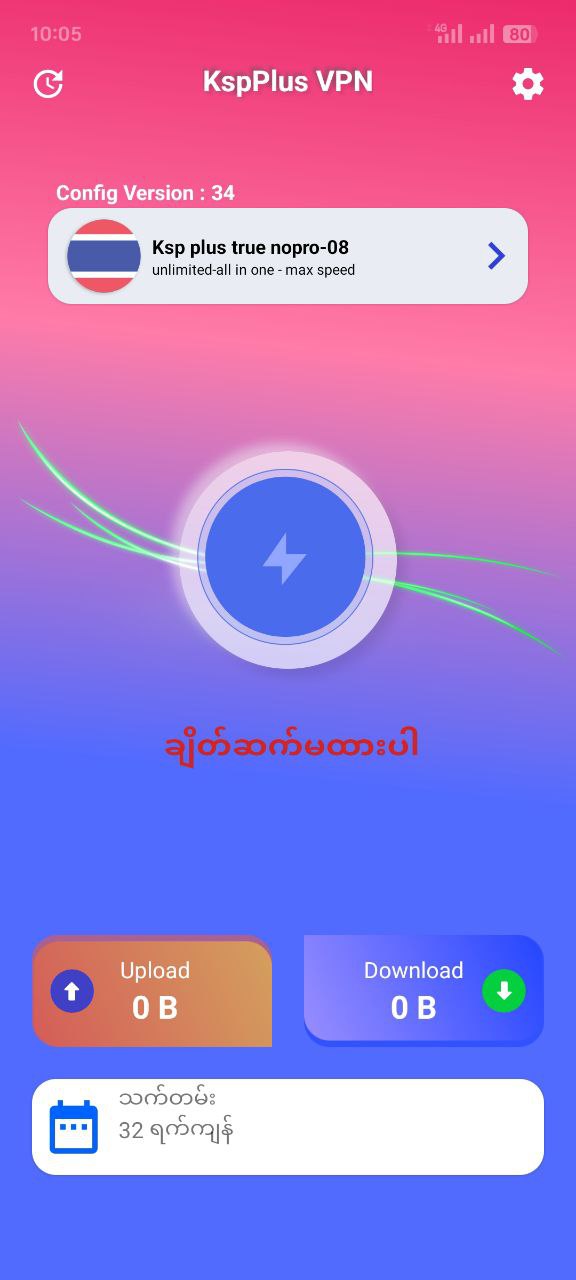 10:05
4G
80
KspPlus VPN
Config Version : 34
Ksp plus true nopro-08
unlimited-all in one - max speed
ချိတ်ဆက်မထားပါ
Upload
0 B
Download
0 B
သက်တမ်း
32 ရက်ကျန်